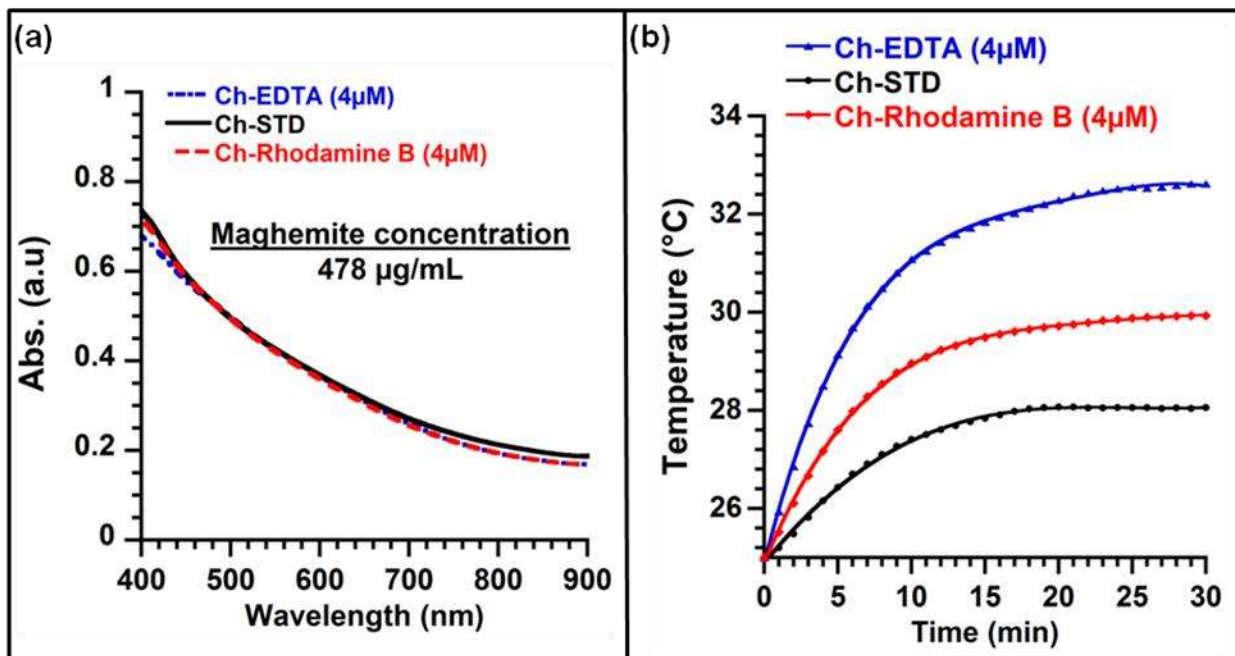 (a)
Ch-EDTA (4µM)
Ch-STD
Ch-Rhodamine B (4µM)
Maghemite concentration
478 µg/mL
Abs. (a.u)
1
0.8
0.6
0.4
0.2
0
400 500 600 700 800 900
Wavelength (nm)
(b)
Ch-EDTA (4µM)
Ch-STD
Ch-Rhodamine B (4µM)
Temperature (°C)
34
32
30
28
26
0 5 10 15 20 25 30
Time (min)